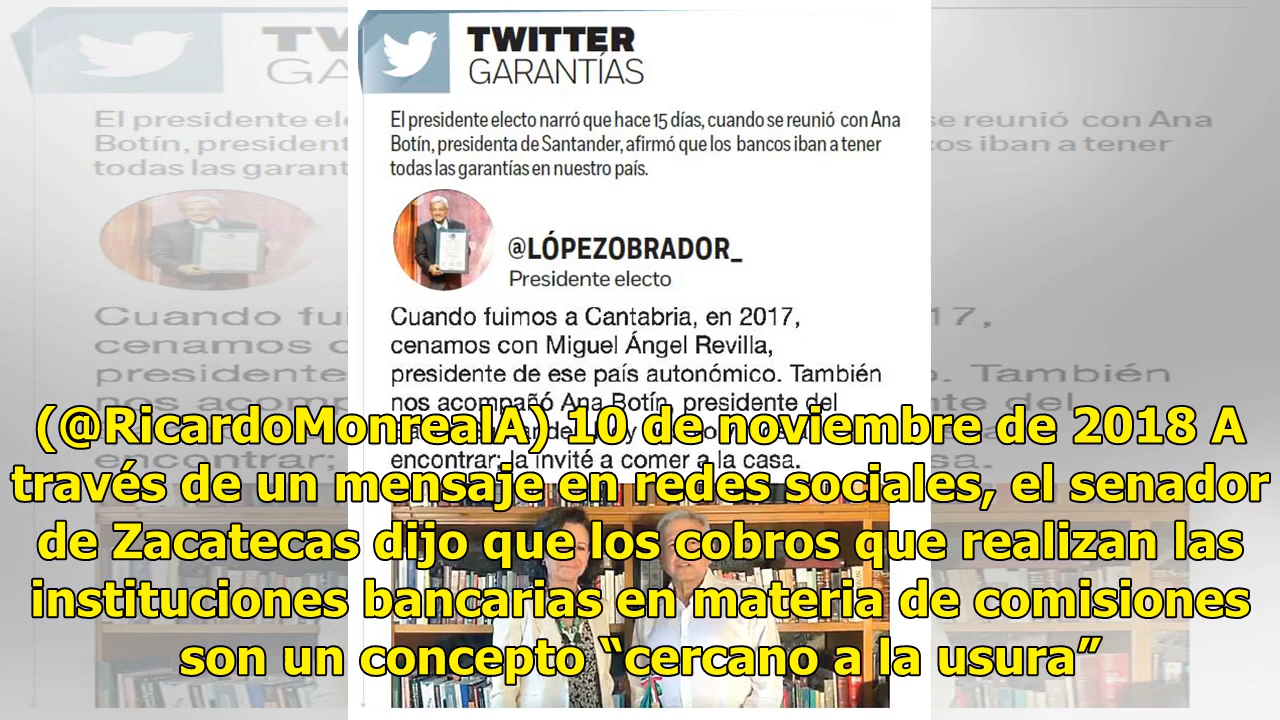 TWITTER
GARANTÍAS
El presidente electo narró que hace 15 días, cuando se reunió con Ana
Botín, presidenta de Santander, afirmó que los bancos iban a tener
todas las garantías en nuestro país.
@LÓPEZOBRADOR_
Presidente electo
Cuando fuimos a Cantabria, en 2017,
cenamos con Miguel Ángel Revilla,
presidente de ese país autonómico. También
nos acompañó Ana Botín, presidente del
encontrar; la invité a comer a la casa.
(@RicardoMonrealA) 10 de noviembre de 2018 A
través de un mensaje en redes sociales, el senador
de Zacatecas dijo que los cobros que realizan las
instituciones bancarias en materia de comisiones
son un concepto “cercano a la usura”